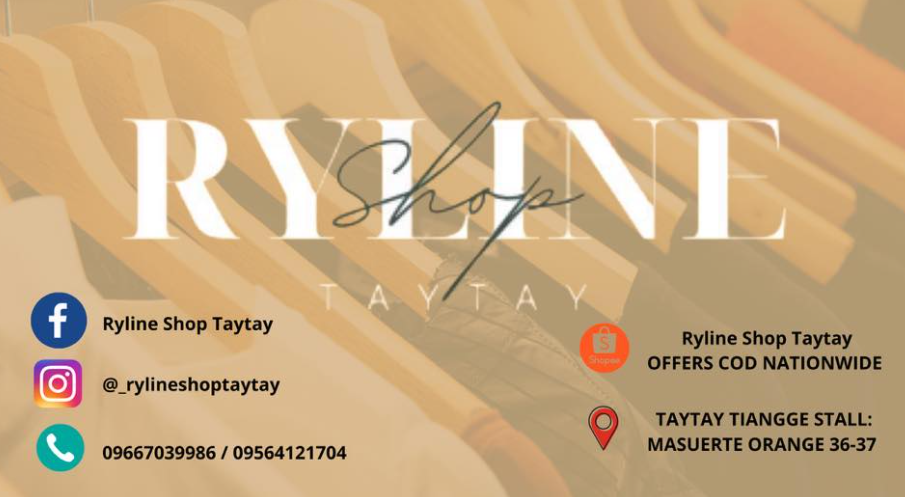 RYLINE
Shop
TAYTAY
Ryline Shop Taytay
@_rylineshoptaytay
09667039986 / 09564121704
Shopee
Ryline Shop Taytay
OFFERS COD NATIONWIDE
TAYTAY TIANGGE STALL:
MASUERTE ORANGE 36-37